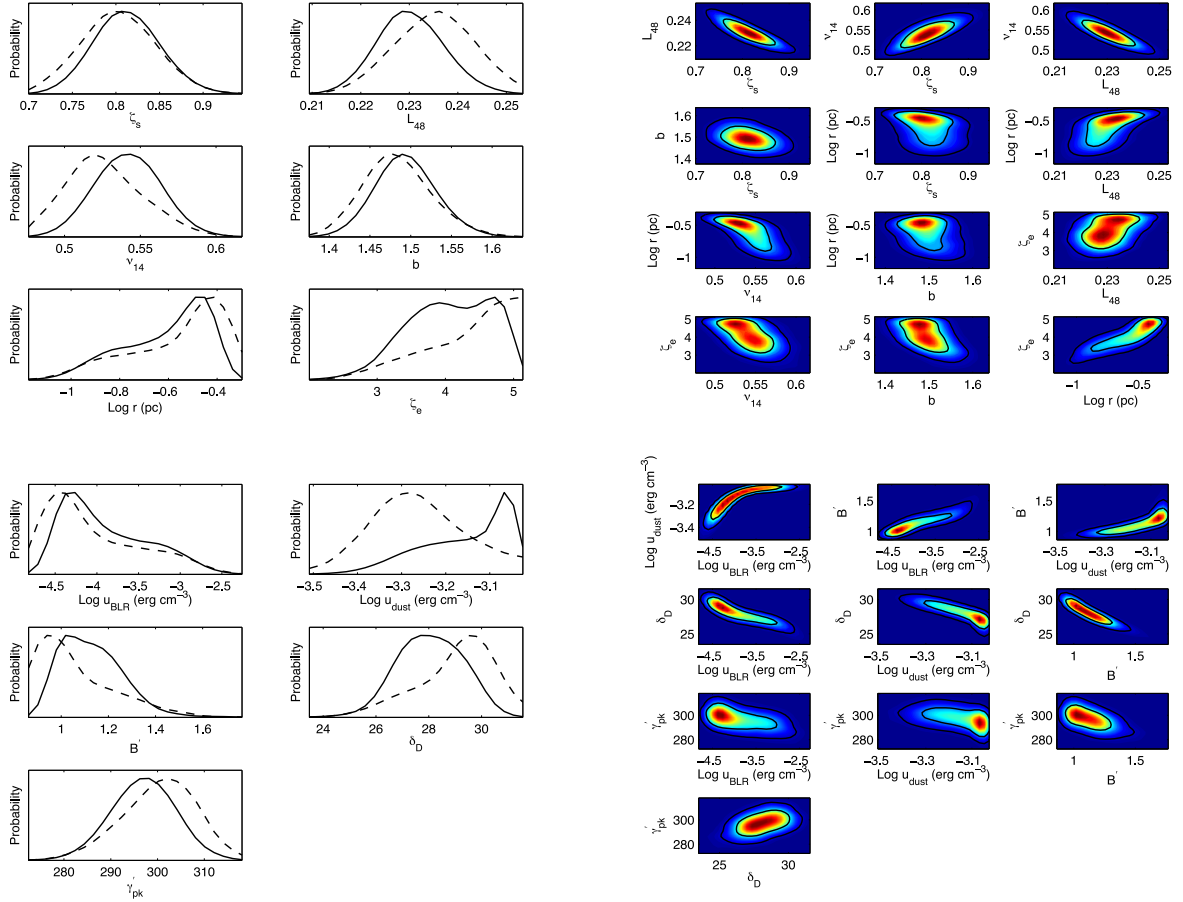 Probability
0.7 0.75 0.8 0.85 0.9
ζs
Probability
0.21 0.22 0.23 0.24 0.25
L48
Probability
0.5 0.55 0.6
ν14
Probability
1.4 1.45 1.5 1.55 1.6
b
Probability
−1 −0.8 −0.6 −0.4
Log r (pc)
Probability
3 4 5
ζe
Probability
−4.5 −4 −3.5 −3 −2.5
Log uBLR (erg cm−3)
Probability
−3.5 −3.4 −3.3 −3.2 −3.1
Log udust (erg cm−3)
Probability
1 1.2 1.4 1.6
B'
Probability
24 26 28 30
δD
Probability
280 290 300 310
γ'pk
L48
0.24
0.22
0.7 0.8 0.9
ζs
ν14
0.6
0.55
0.5
0.7 0.8 0.9
ζs
ν14
0.6
0.55
0.5
0.21 0.23 0.25
L48
b
1.6
1.5
1.4
0.7 0.8 0.9
ζs
Log r (pc)
−0.5
−1
0.7 0.8 0.9
ζs
Log r (pc)
−0.5
−1
0.21 0.23 0.25
L48
Log r (pc)
−0.5
−1
0.5 0.55 0.6
ν14
Log r (pc)
−0.5
−1
1.4 1.5 1.6
b
ζe
5
4
3
0.21 0.23 0.25
L48
ζe
5
4
3
0.5 0.55 0.6
ν14
ζe
5
4
3
1.4 1.5 1.6
b
ζe
5
4
3
−1 −0.5
Log r (pc)
Log udust (erg cm−3)
−3.2
−3.4
−4.5 −3.5 −2.5
Log uBLR (erg cm−3)
B'
1.5
1
−4.5 −3.5 −2.5
Log uBLR (erg cm−3)
B'
1.5
1
−3.5 −3.3 −3.1
Log udust (erg cm−3)
δD
30
25
−4.5 −3.5 −2.5
Log uBLR (erg cm−3)
δD
30
25
−3.5 −3.3 −3.1
Log udust (erg cm−3)
δD
30
25
1 1.5
B'
γ'pk
300
280
−4.5 −3.5 −2.5
Log uBLR (erg cm−3)
γ'pk
300
280
−3.5 −3.3 −3.1
Log udust (erg cm−3)
γ'pk
300
280
1 1.5
B'
γ'pk
300
280
25 30
δD